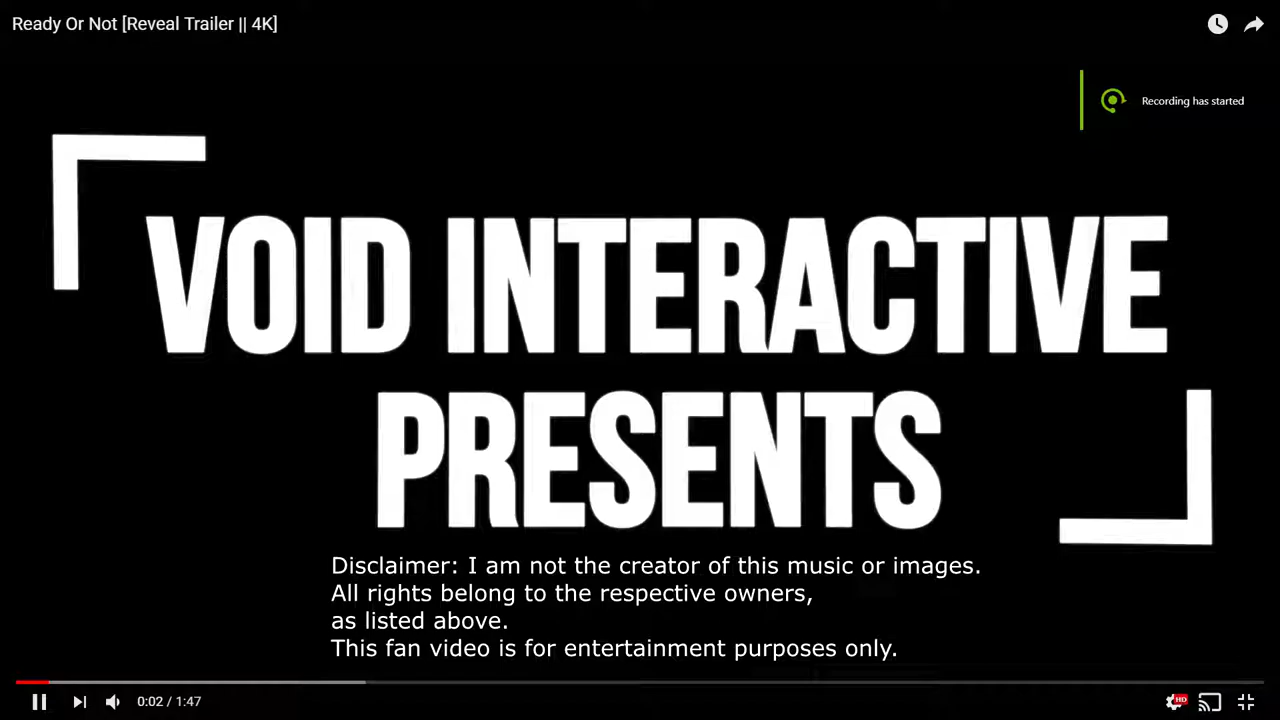 Ready Or Not [Reveal Trailer || 4K]
Recording has started
VOID INTERACTIVE
PRESENTS
Disclaimer: I am not the creator of this music or images.
All rights belong to the respective owners,
as listed above.
This fan video is for entertainment purposes only.
0:02 / 1:47
HD